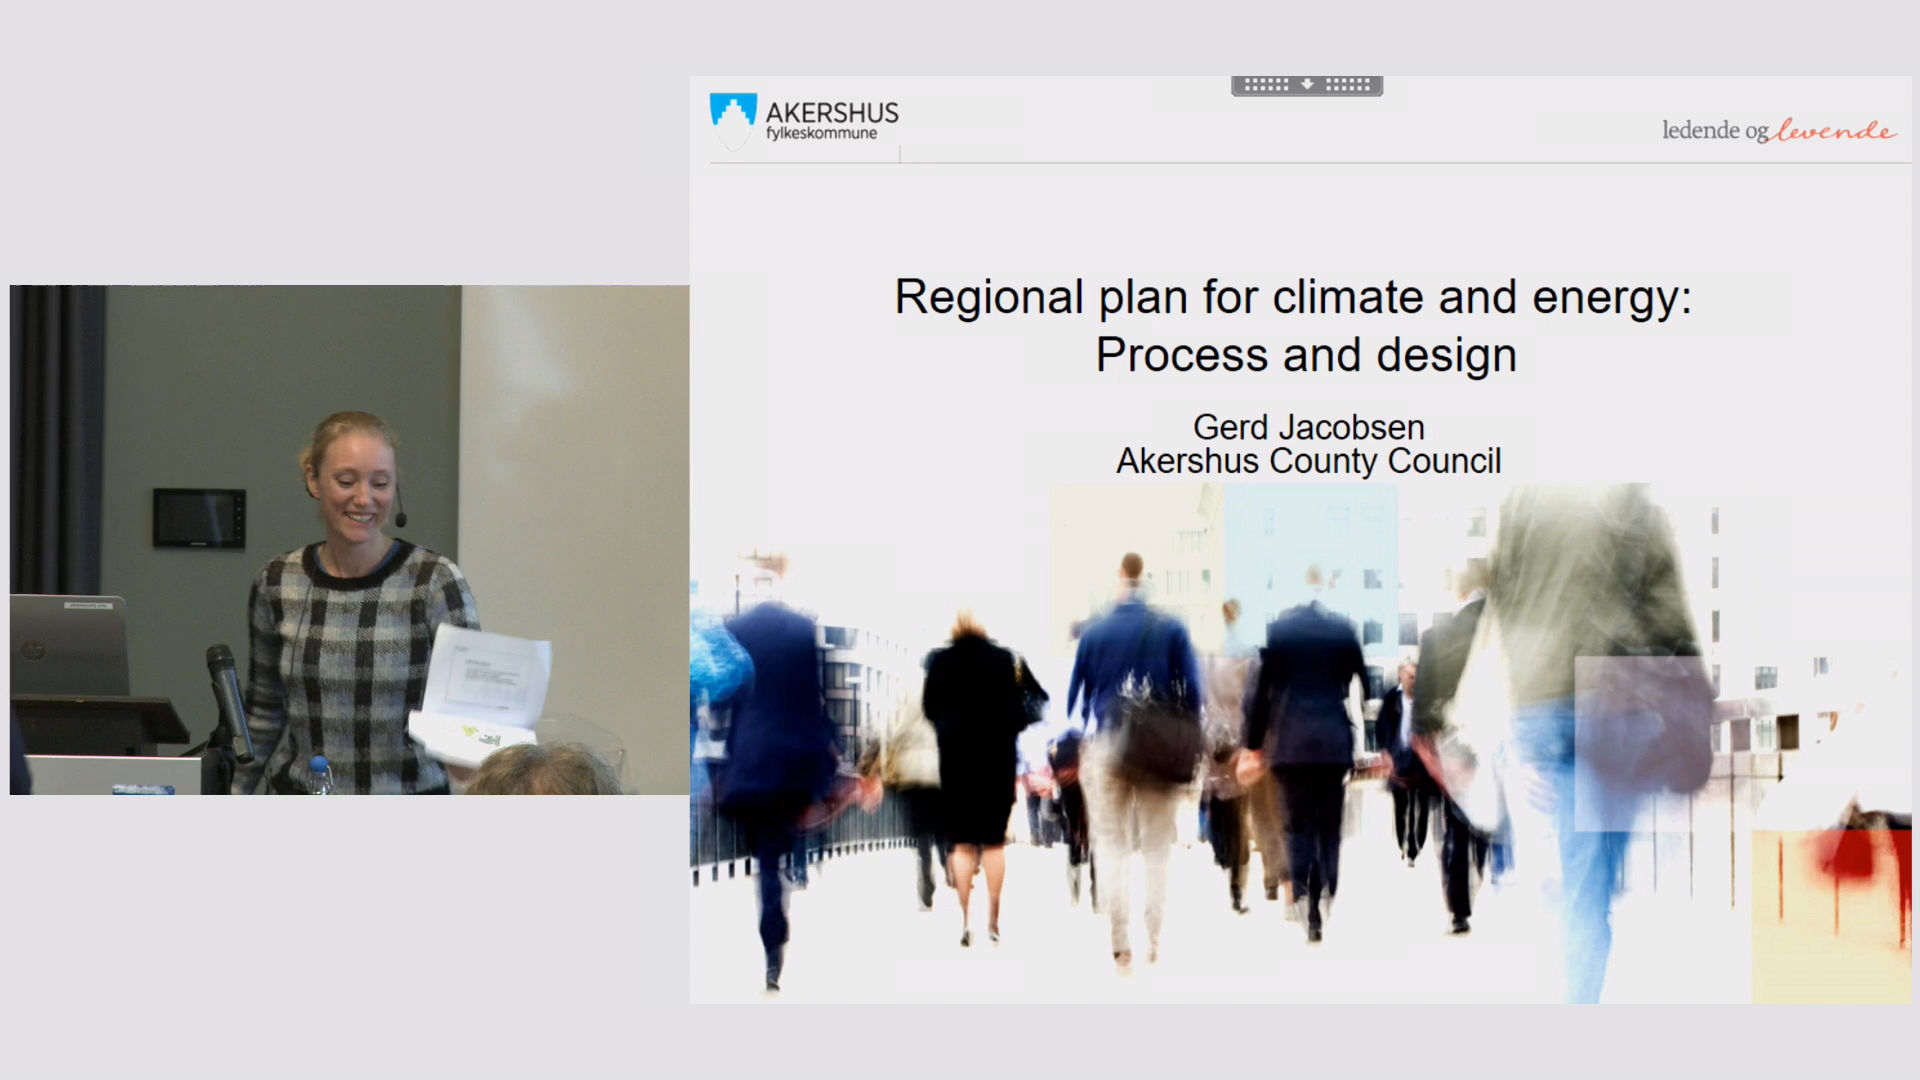 AKERSHUS
fylkeskommune
ledende og levende
Regional plan for climate and energy:
Process and design
Gerd Jacobsen
Akershus County Council